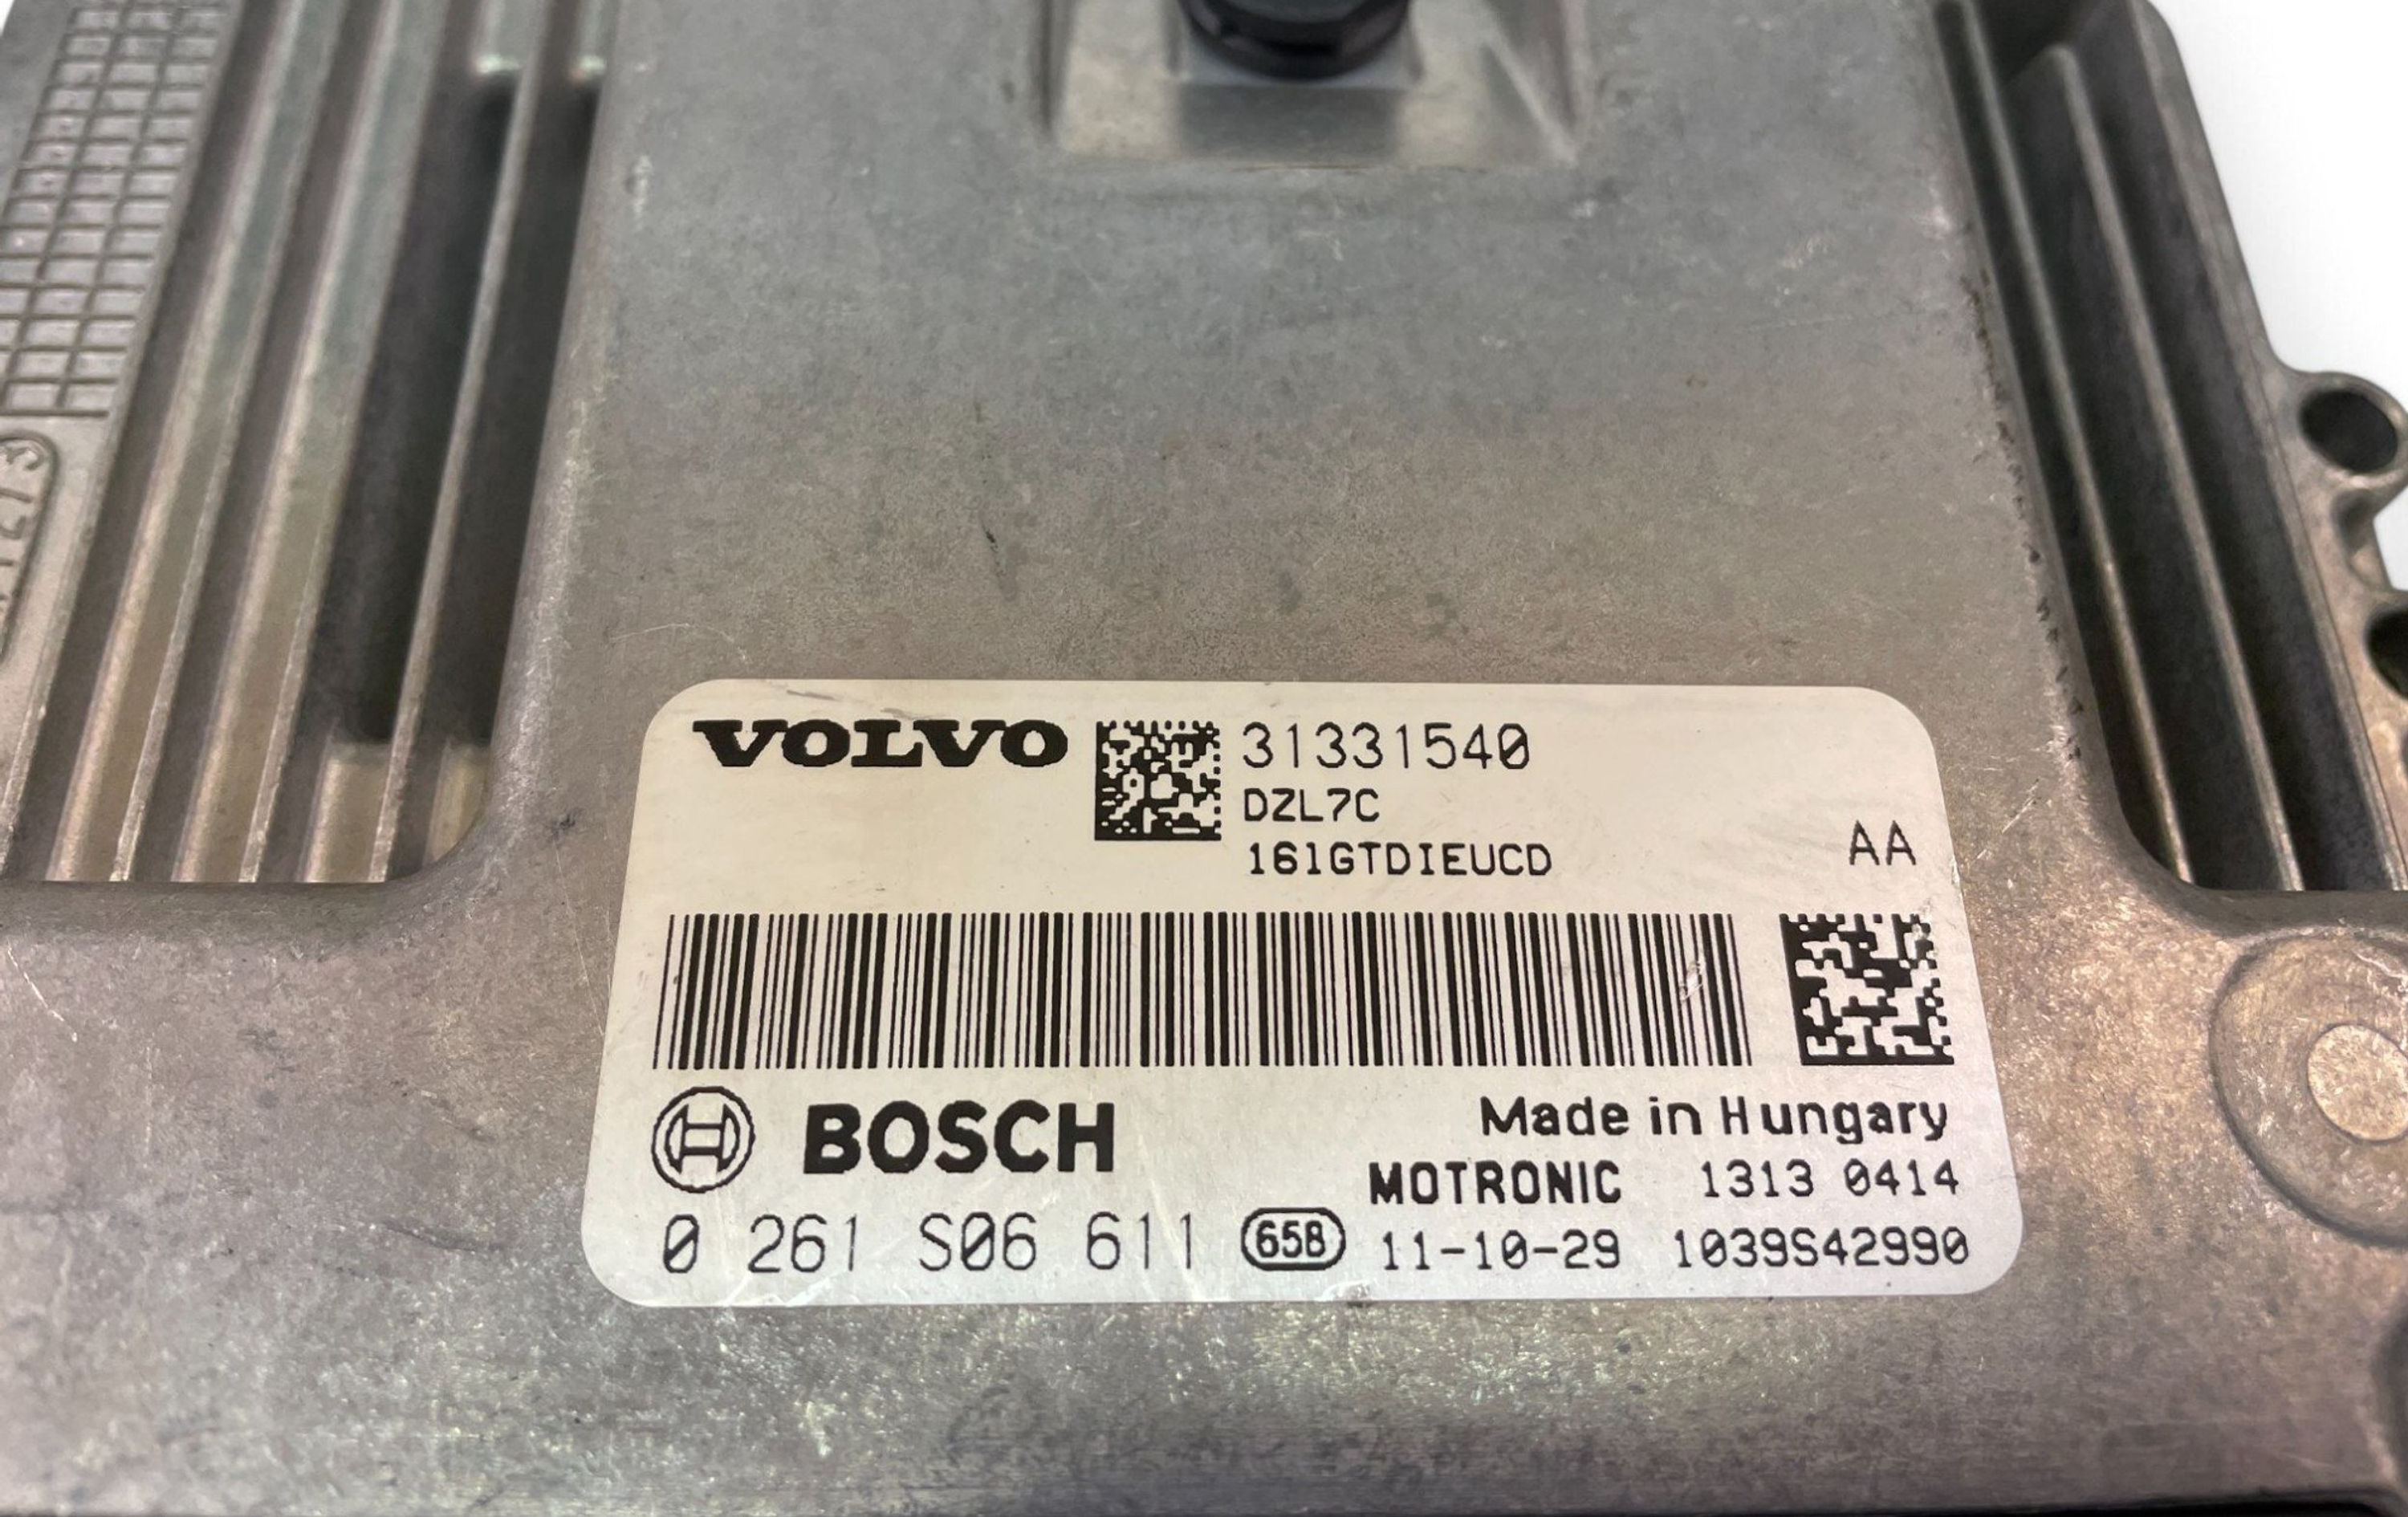 VOLVO 31331540
DZL7C
161GTDIEUCD AA
BOSCH Made in Hungary
MOTRONIC 1313 0414
0 261 S06 611 658 11-10-29 1039S42990